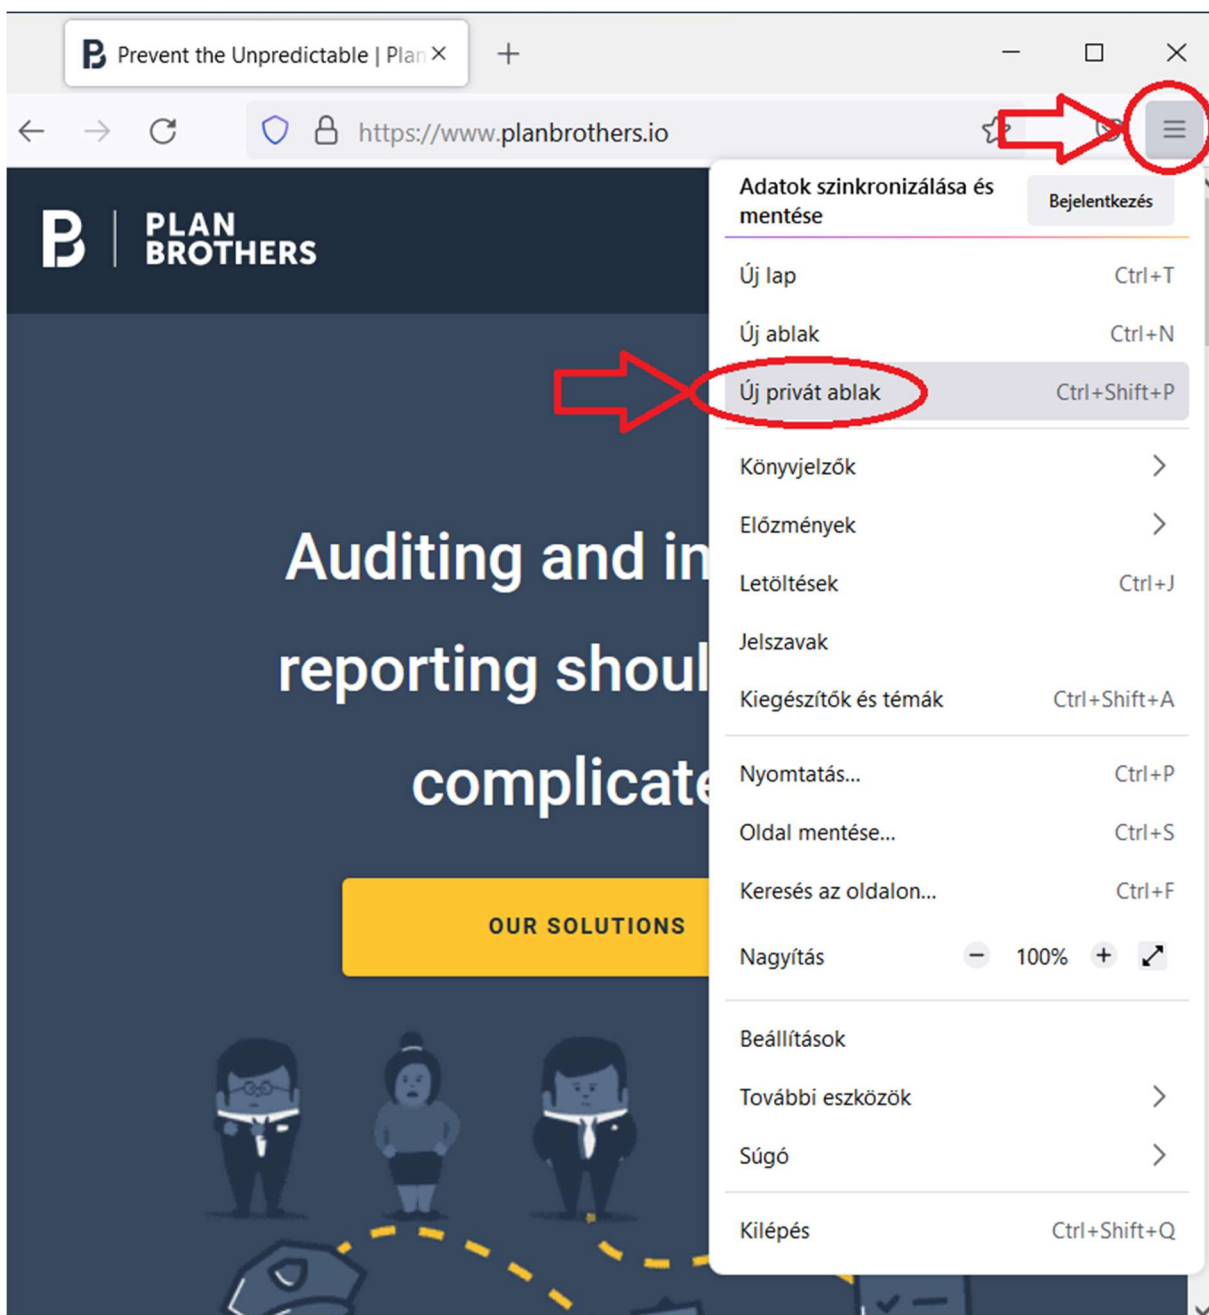 Prevent the Unpredictable | Plan
https://www.planbrothers.io
PLAN
BROTHERS
Auditing and in
reporting shoul
complicate
OUR SOLUTIONS
Adatok szinkronizálása és
mentése
Bejelentkezés
Új lap Ctrl+T
Új ablak Ctrl+N
Új privát ablak Ctrl+Shift+P
Könyvjelzők
Előzmények
Letöltések Ctrl+J
Jelszavak
Kiegészítők és témák Ctrl+Shift+A
Nyomtatás... Ctrl+P
Oldal mentése... Ctrl+S
Keresés az oldalon... Ctrl+F
Nagyítás − 100% +
Beállítások
További eszközök
Súgó
Kilépés Ctrl+Shift+Q